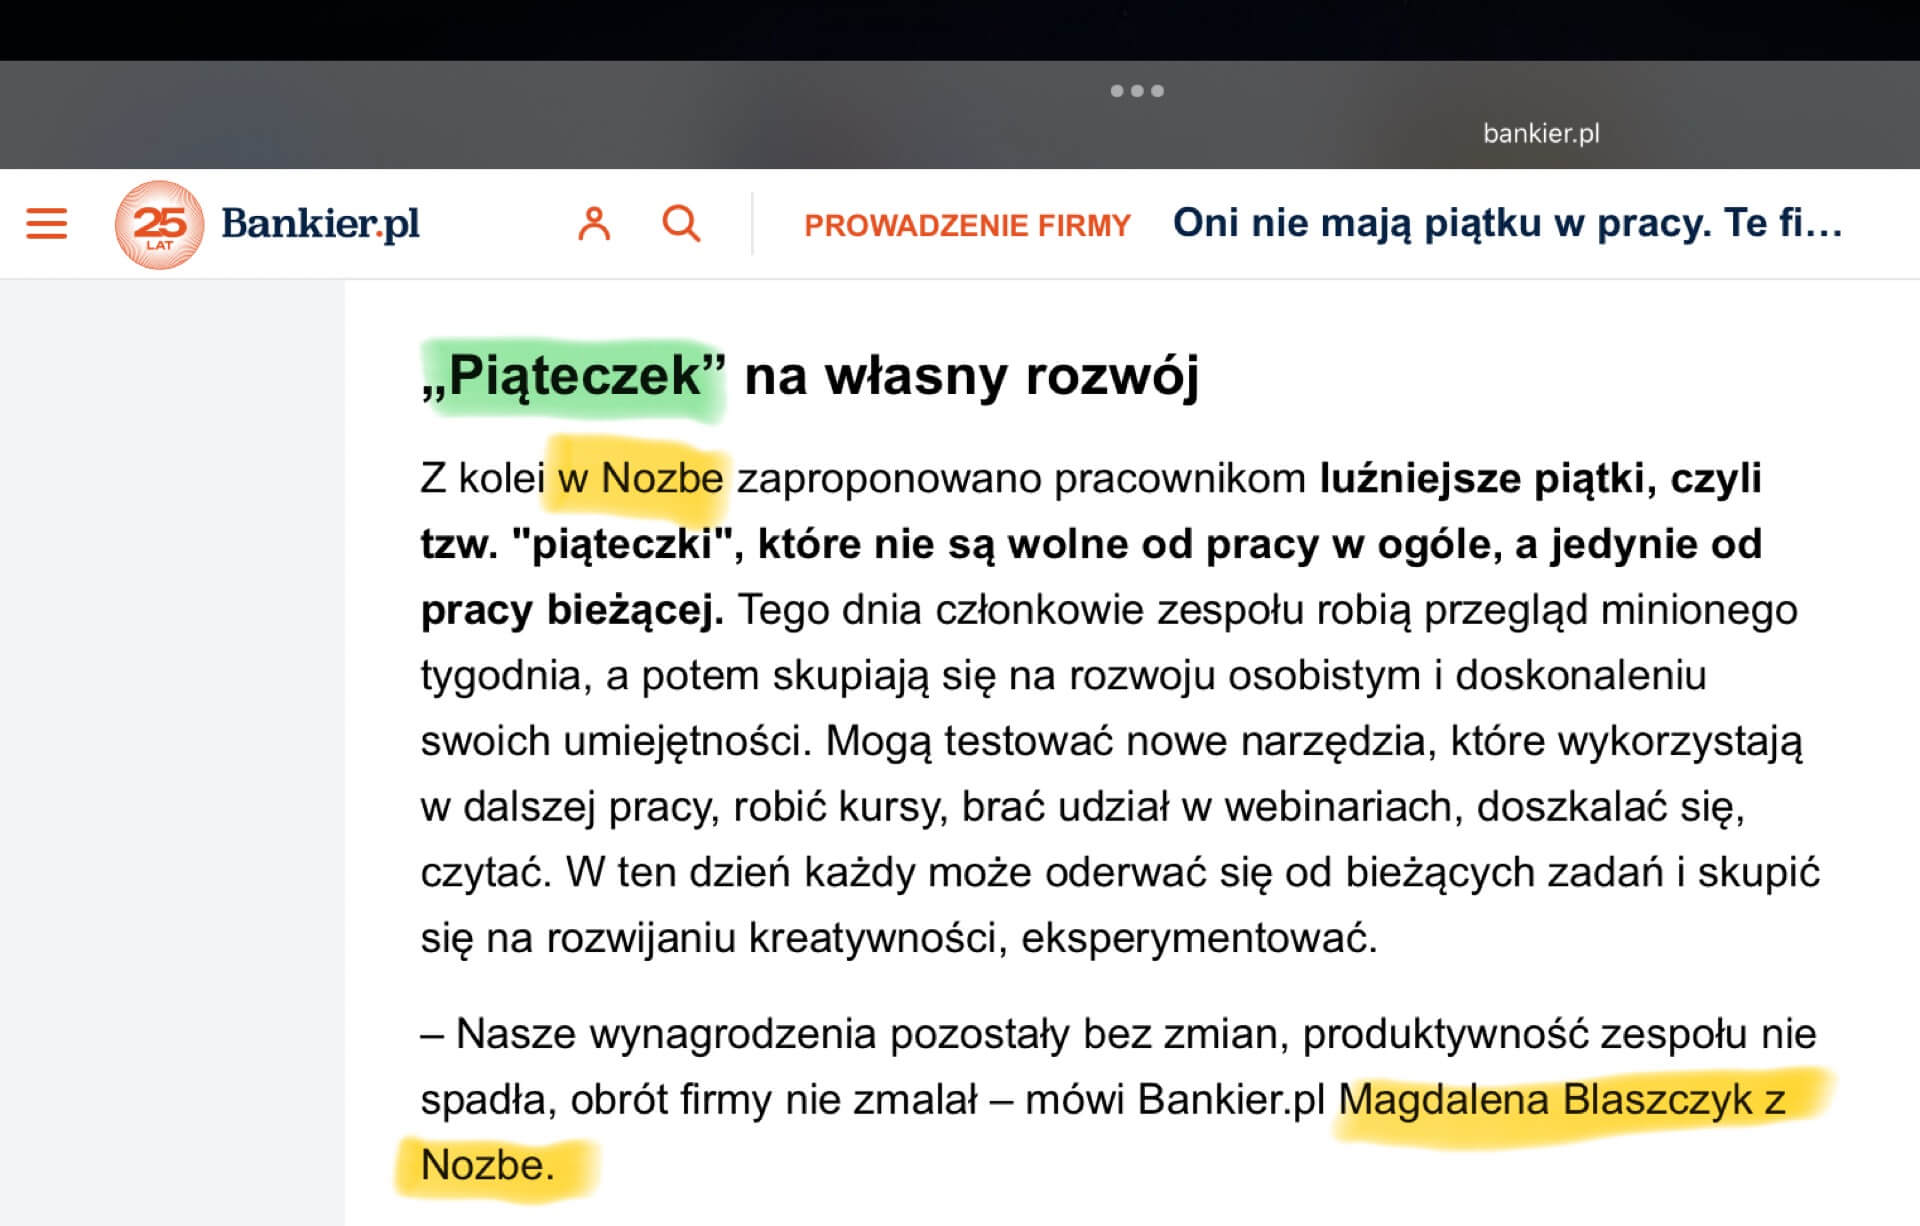 bankier.pl
25 LAT Bankier.pl PROWADZENIE FIRMY Oni nie mają piątku w pracy. Te fi...
„Piąteczek” na własny rozwój
Z kolei w Nozbe zaproponowano pracownikom luźniejsze piątki, czyli
tzw. "piąteczki", które nie są wolne od pracy w ogóle, a jedynie od
pracy bieżącej. Tego dnia członkowie zespołu robią przegląd minionego
tygodnia, a potem skupiają się na rozwoju osobistym i doskonaleniu
swoich umiejętności. Mogą testować nowe narzędzia, które wykorzystają
w dalszej pracy, robić kursy, brać udział w webinariach, doszkalać się,
czytać. W ten dzień każdy może oderwać się od bieżących zadań i skupić
się na rozwijaniu kreatywności, eksperymentować.
– Nasze wynagrodzenia pozostały bez zmian, produktywność zespołu nie
spadła, obrót firmy nie zmalał – mówi Bankier.pl Magdalena Blaszczyk z
Nozbe.